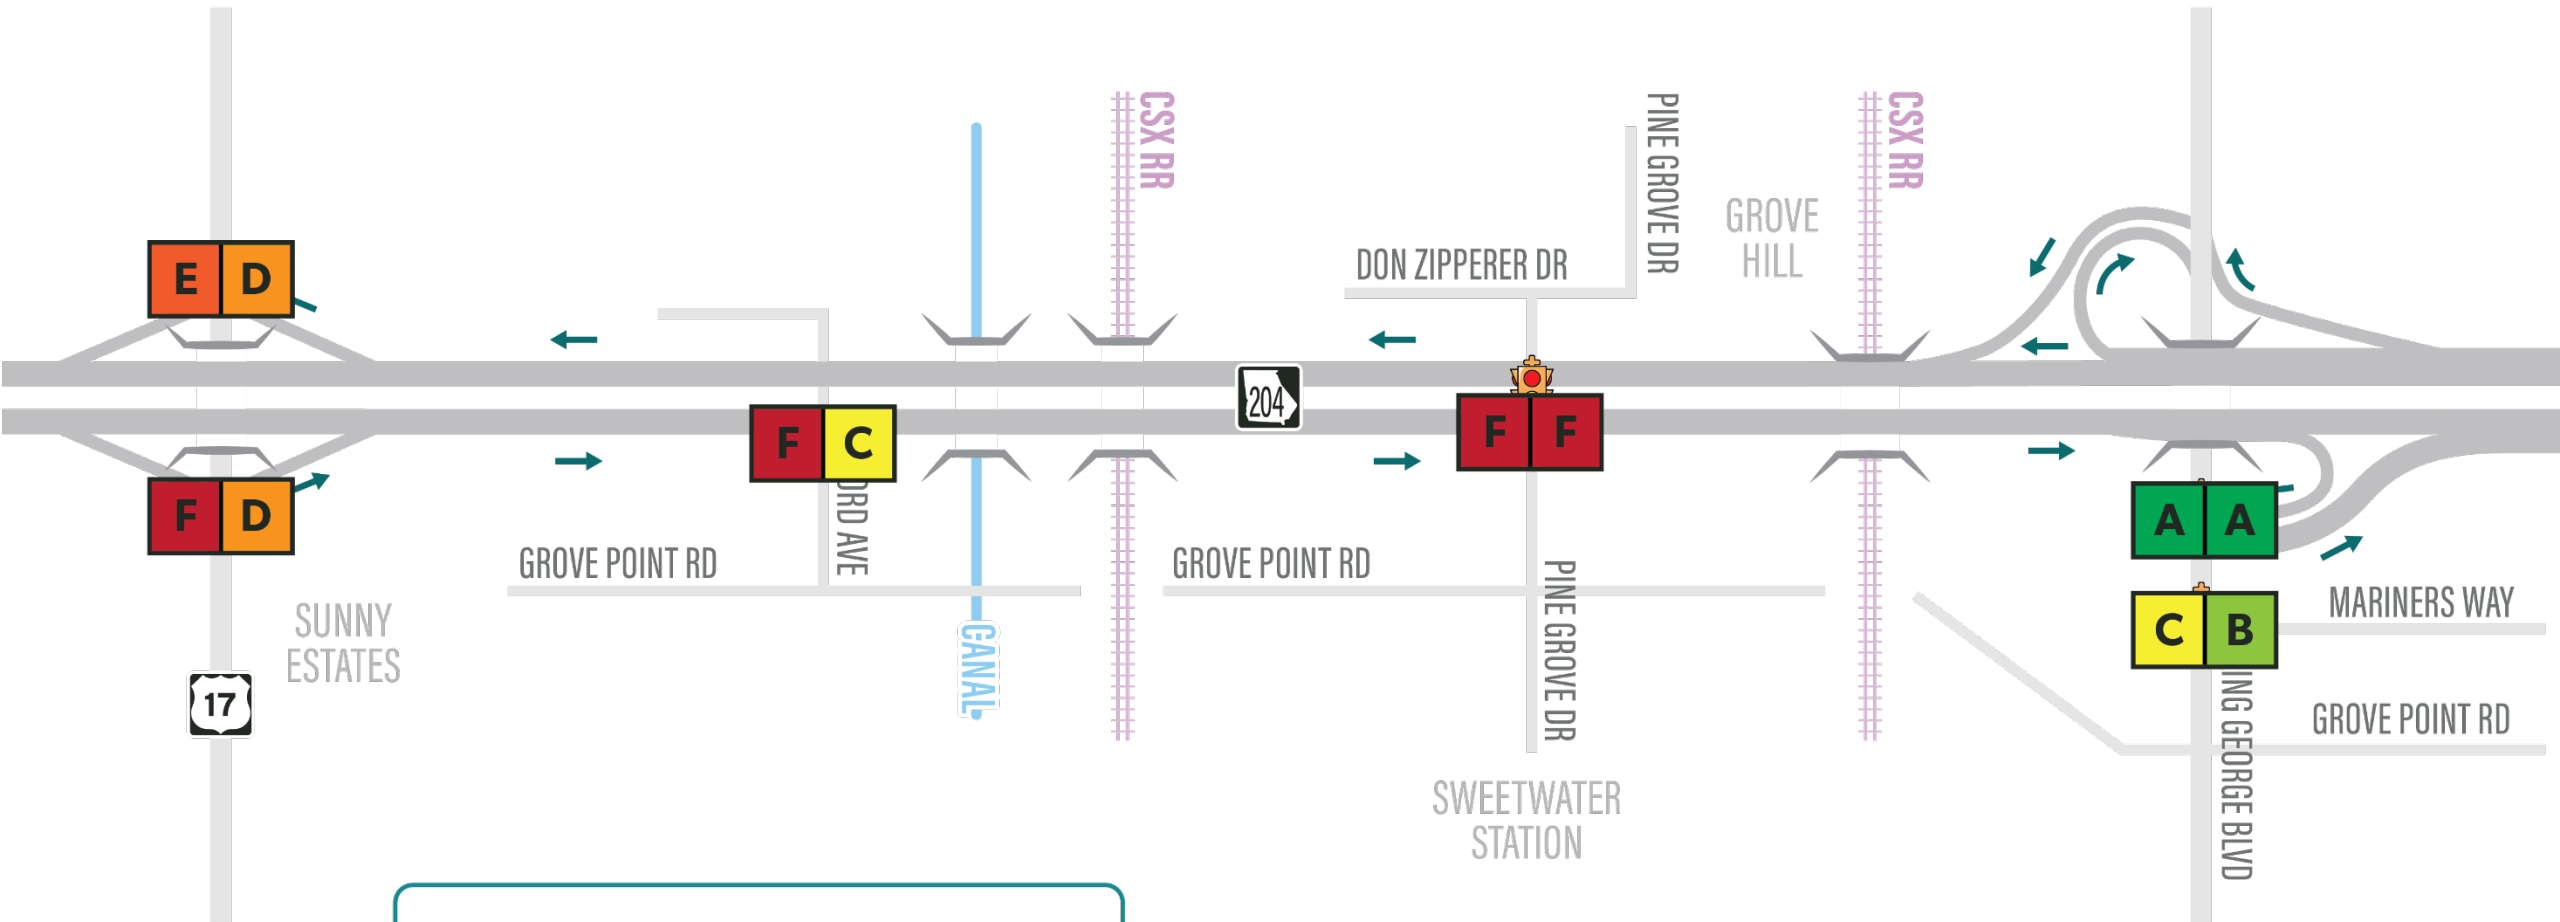 CSX RR
PINE GROVE DR
CSX RR
GROVE
HILL
DON ZIPPERER DR
E D
204
F C
F F
F D
ORD AVE
A A
GROVE POINT RD
GROVE POINT RD
PINE GROVE DR
SUNNY
ESTATES
CANAL
C B
MARINERS WAY
17
ING GEORGE BLVD
GROVE POINT RD
SWEETWATER
STATION